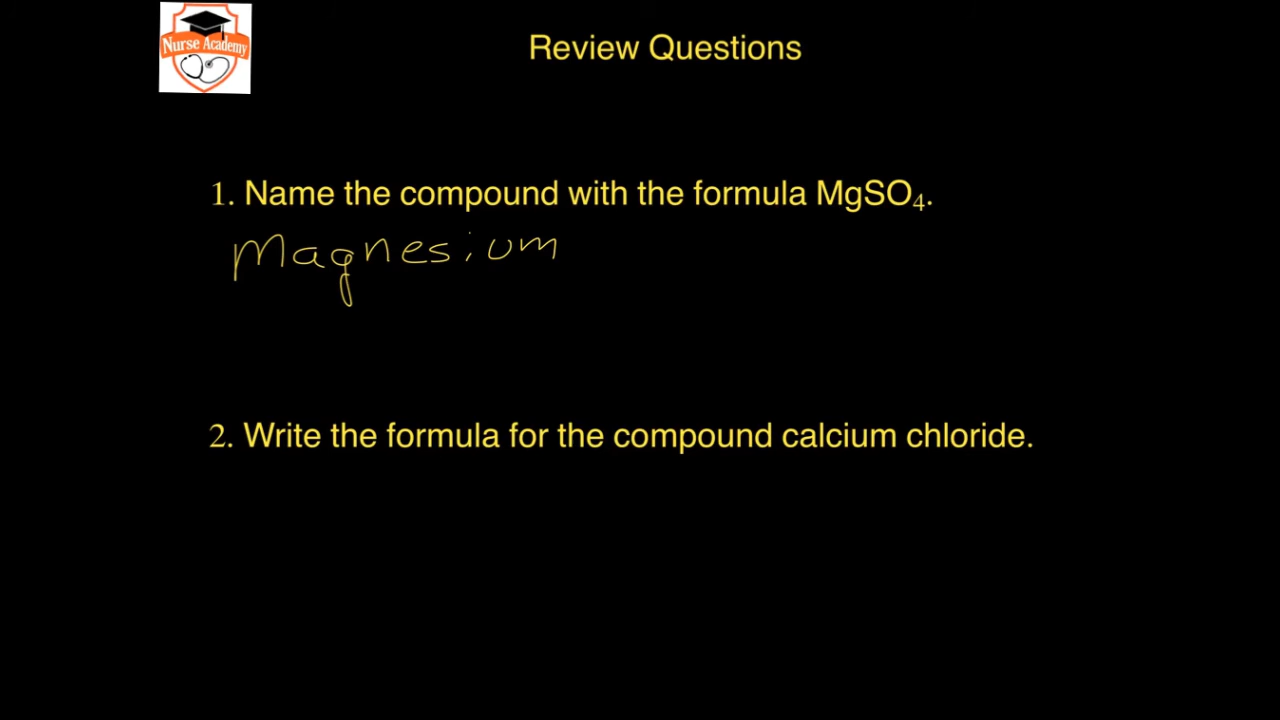 Nurse Academy
Review Questions
1. Name the compound with the formula MgSO₄.
Magnesium
2. Write the formula for the compound calcium chloride.